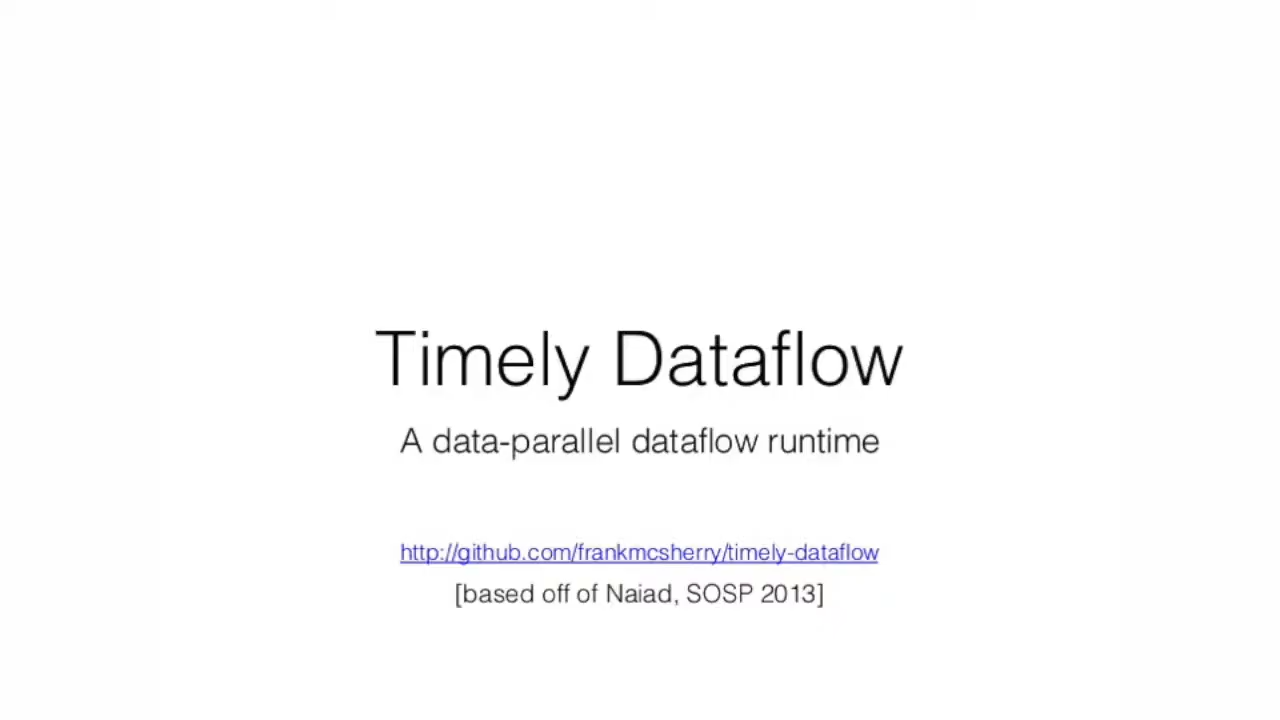 Timely Dataflow
A data-parallel dataflow runtime
http://github.com/frankmcsherry/timely-dataflow
[based off of Naiad, SOSP 2013]